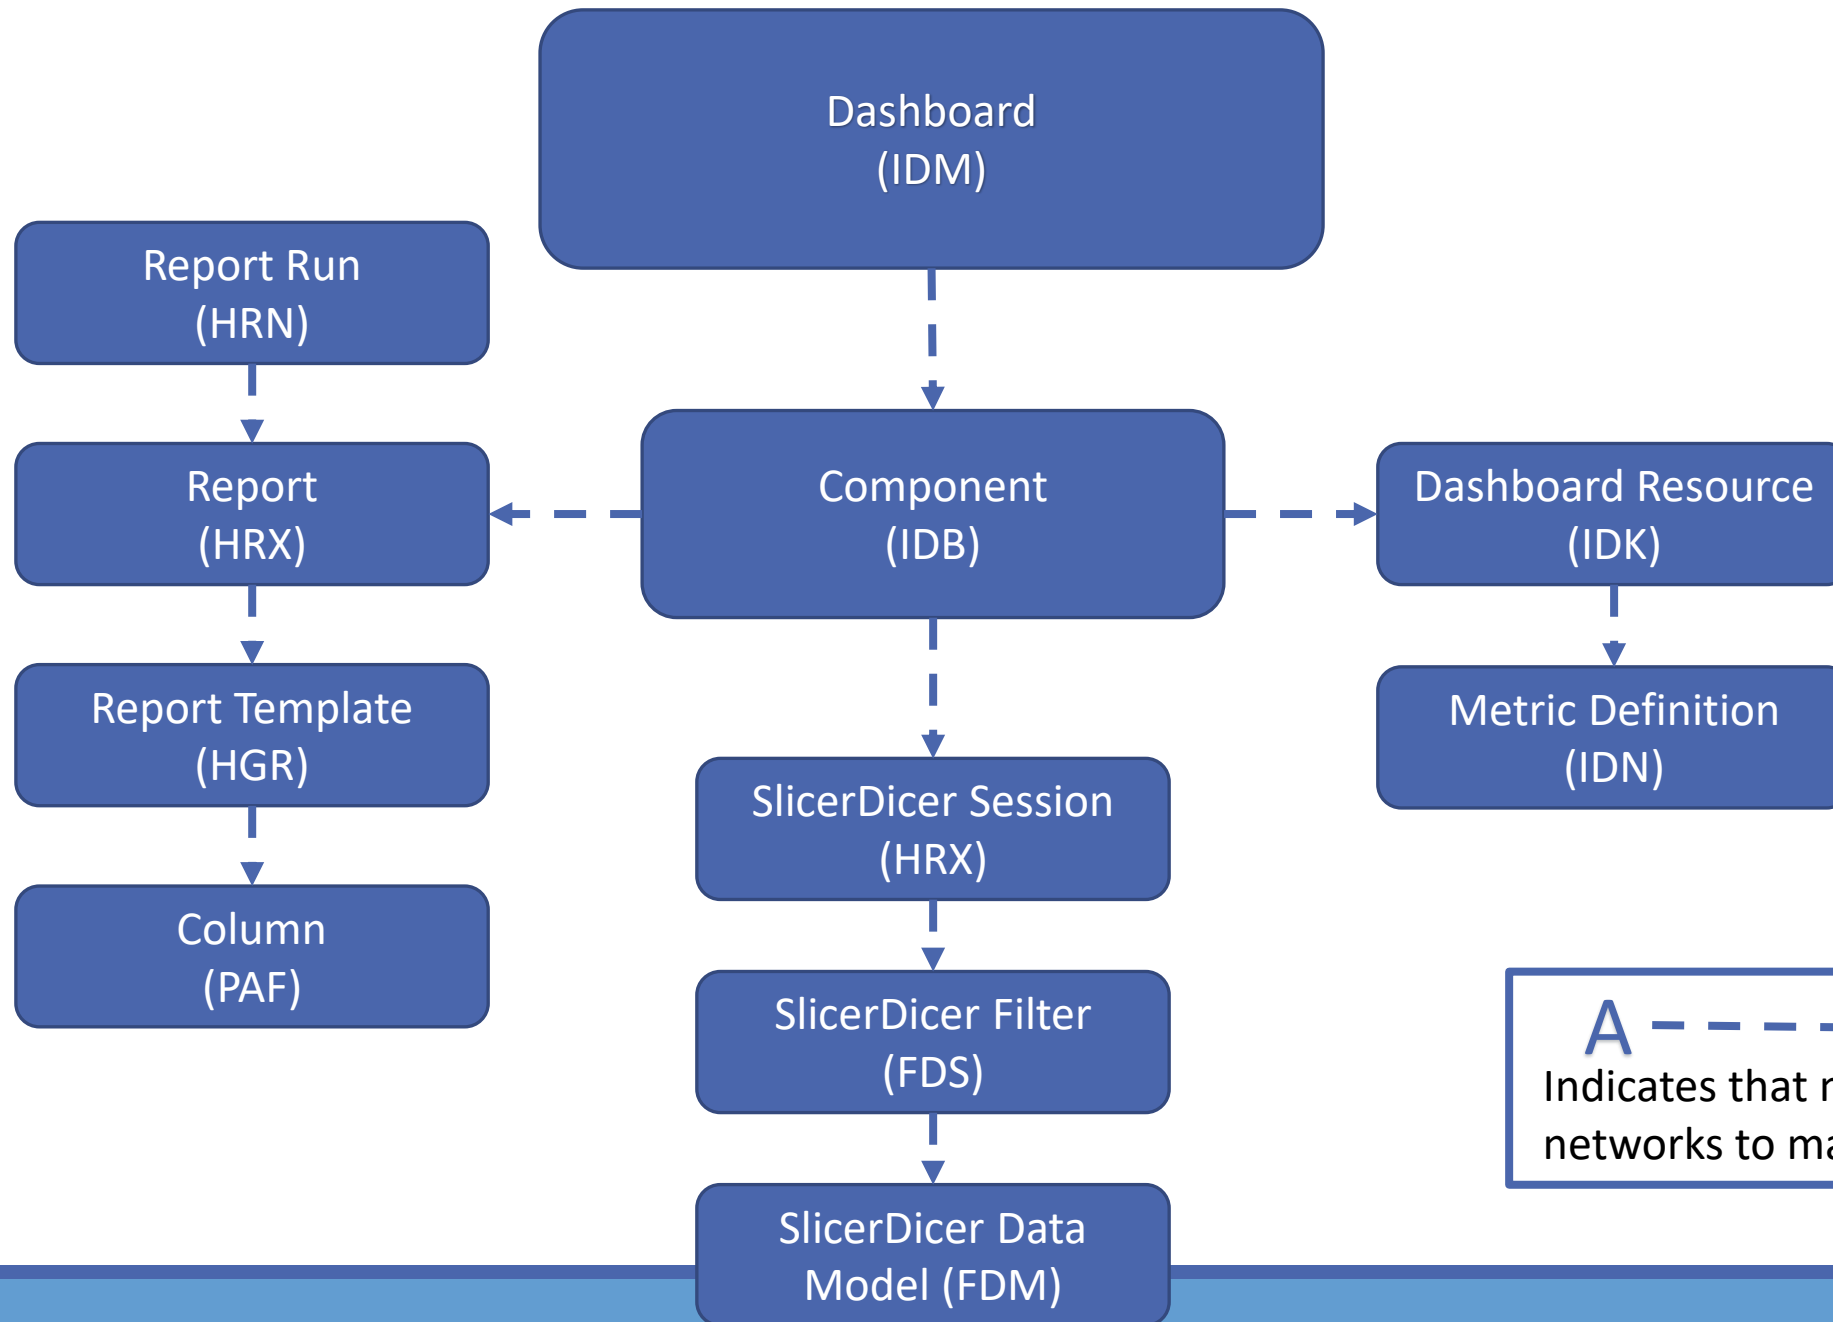 Dashboard
(IDM)
Report Run
(HRN)
Report
(HRX)
Component
(IDB)
Dashboard Resource
(IDK)
Report Template
(HGR)
Metric Definition
(IDN)
SlicerDicer Session
(HRX)
Column
(PAF)
SlicerDicer Filter
(FDS)
A
Indicates that
networks to
SlicerDicer Data
Model (FDM)